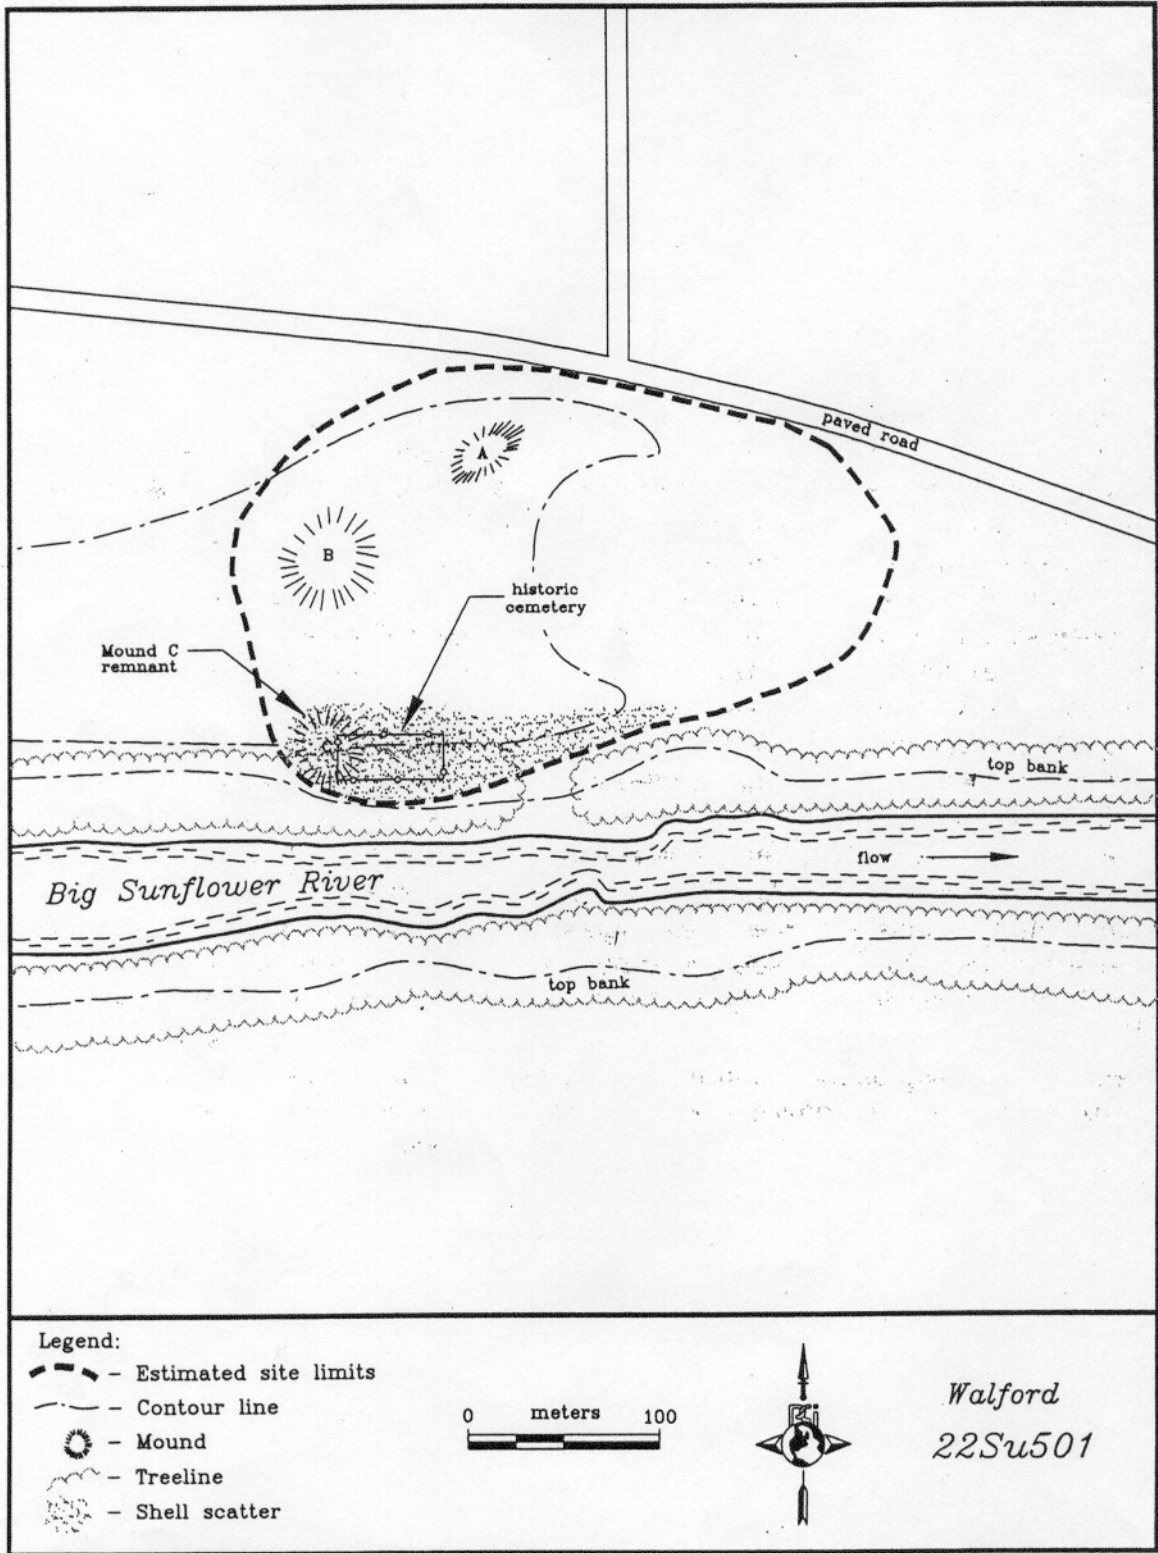 paved road
A
B
historic
cemetery
Mound C
remnant
C
top bank
flow
Big Sunflower River
top bank
Legend:
– Estimated site limits
– Contour line
– Mound
– Treeline
– Shell scatter
0 meters 100
Walford
22Su501